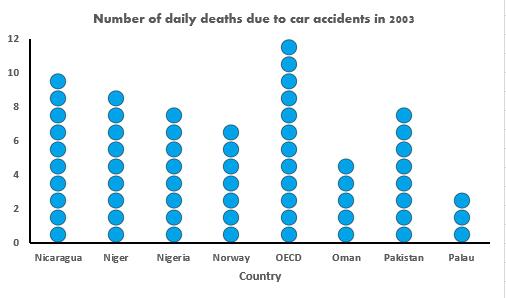 Number of daily deaths due to car accidents in 2003
12
10
8
6
4
2
0
Nicaragua Niger Nigeria Norway OECD Oman Pakistan Palau
Country